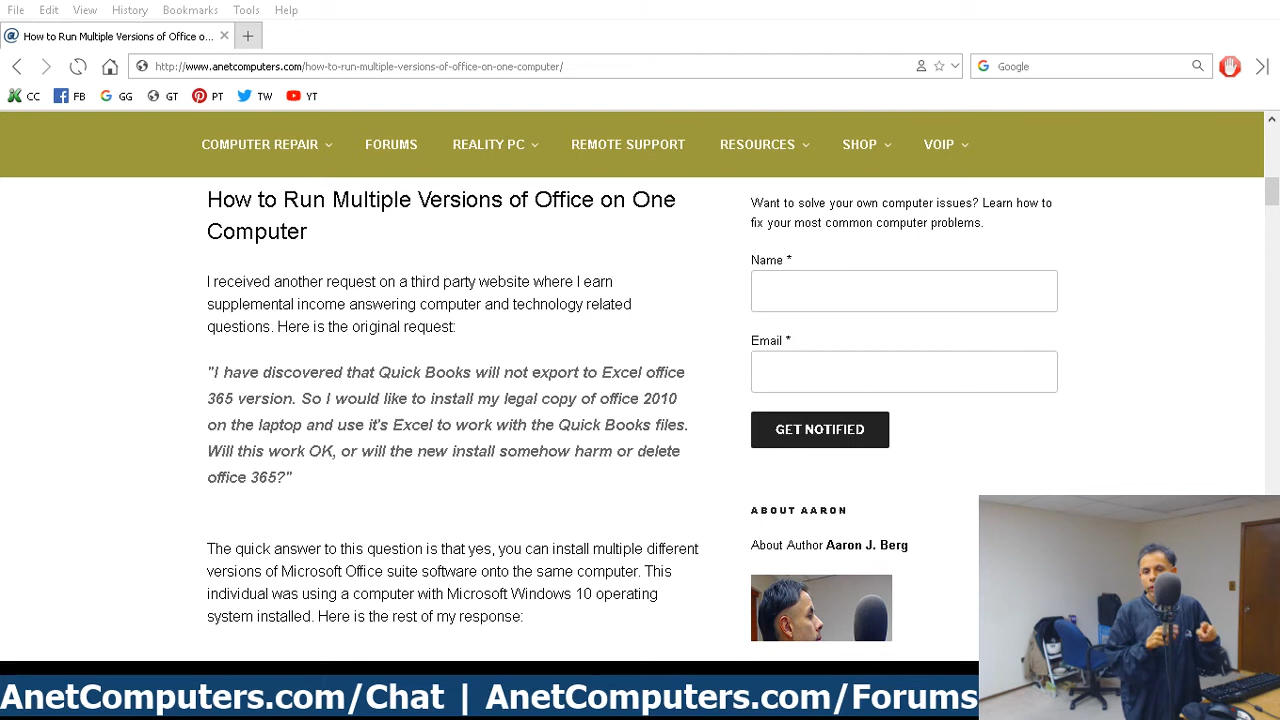 File Edit View History Bookmarks Tools Help
How to Run Multiple Versions of Office o...
http://www.anetcomputers.com/how-to-run-multiple-versions-of-office-on-one-computer/
Google
CC FB GG GT PT TW YT
COMPUTER REPAIR FORUMS REALITY PC REMOTE SUPPORT RESOURCES SHOP VOIP
How to Run Multiple Versions of Office on One
Computer
I received another request on a third party website where I earn
supplemental income answering computer and technology related
questions. Here is the original request:
"I have discovered that Quick Books will not export to Excel office
365 version. So I would like to install my legal copy of office 2010
on the laptop and use it's Excel to work with the Quick Books files.
Will this work OK, or will the new install somehow harm or delete
office 365?"
The quick answer to this question is that yes, you can install multiple different
versions of Microsoft Office suite software onto the same computer. This
individual was using a computer with Microsoft Windows 10 operating
system installed. Here is the rest of my response:
Want to solve your own computer issues? Learn how to
fix your most common computer problems.
Name *
Email *
GET NOTIFIED
ABOUT AARON
About Author Aaron J. Berg
AnetComputers.com/Chat | AnetComputers.com/Forums